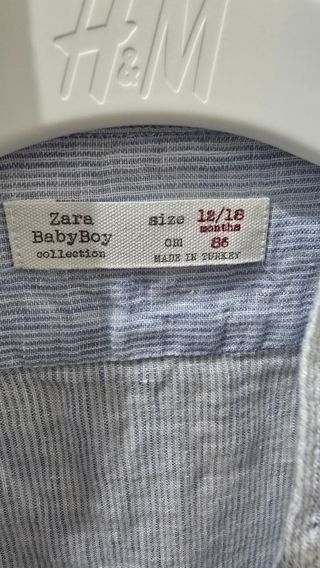 H&M
Zara size 12/18
BabyBoy months
collection cm 86
MADE IN TURKEY